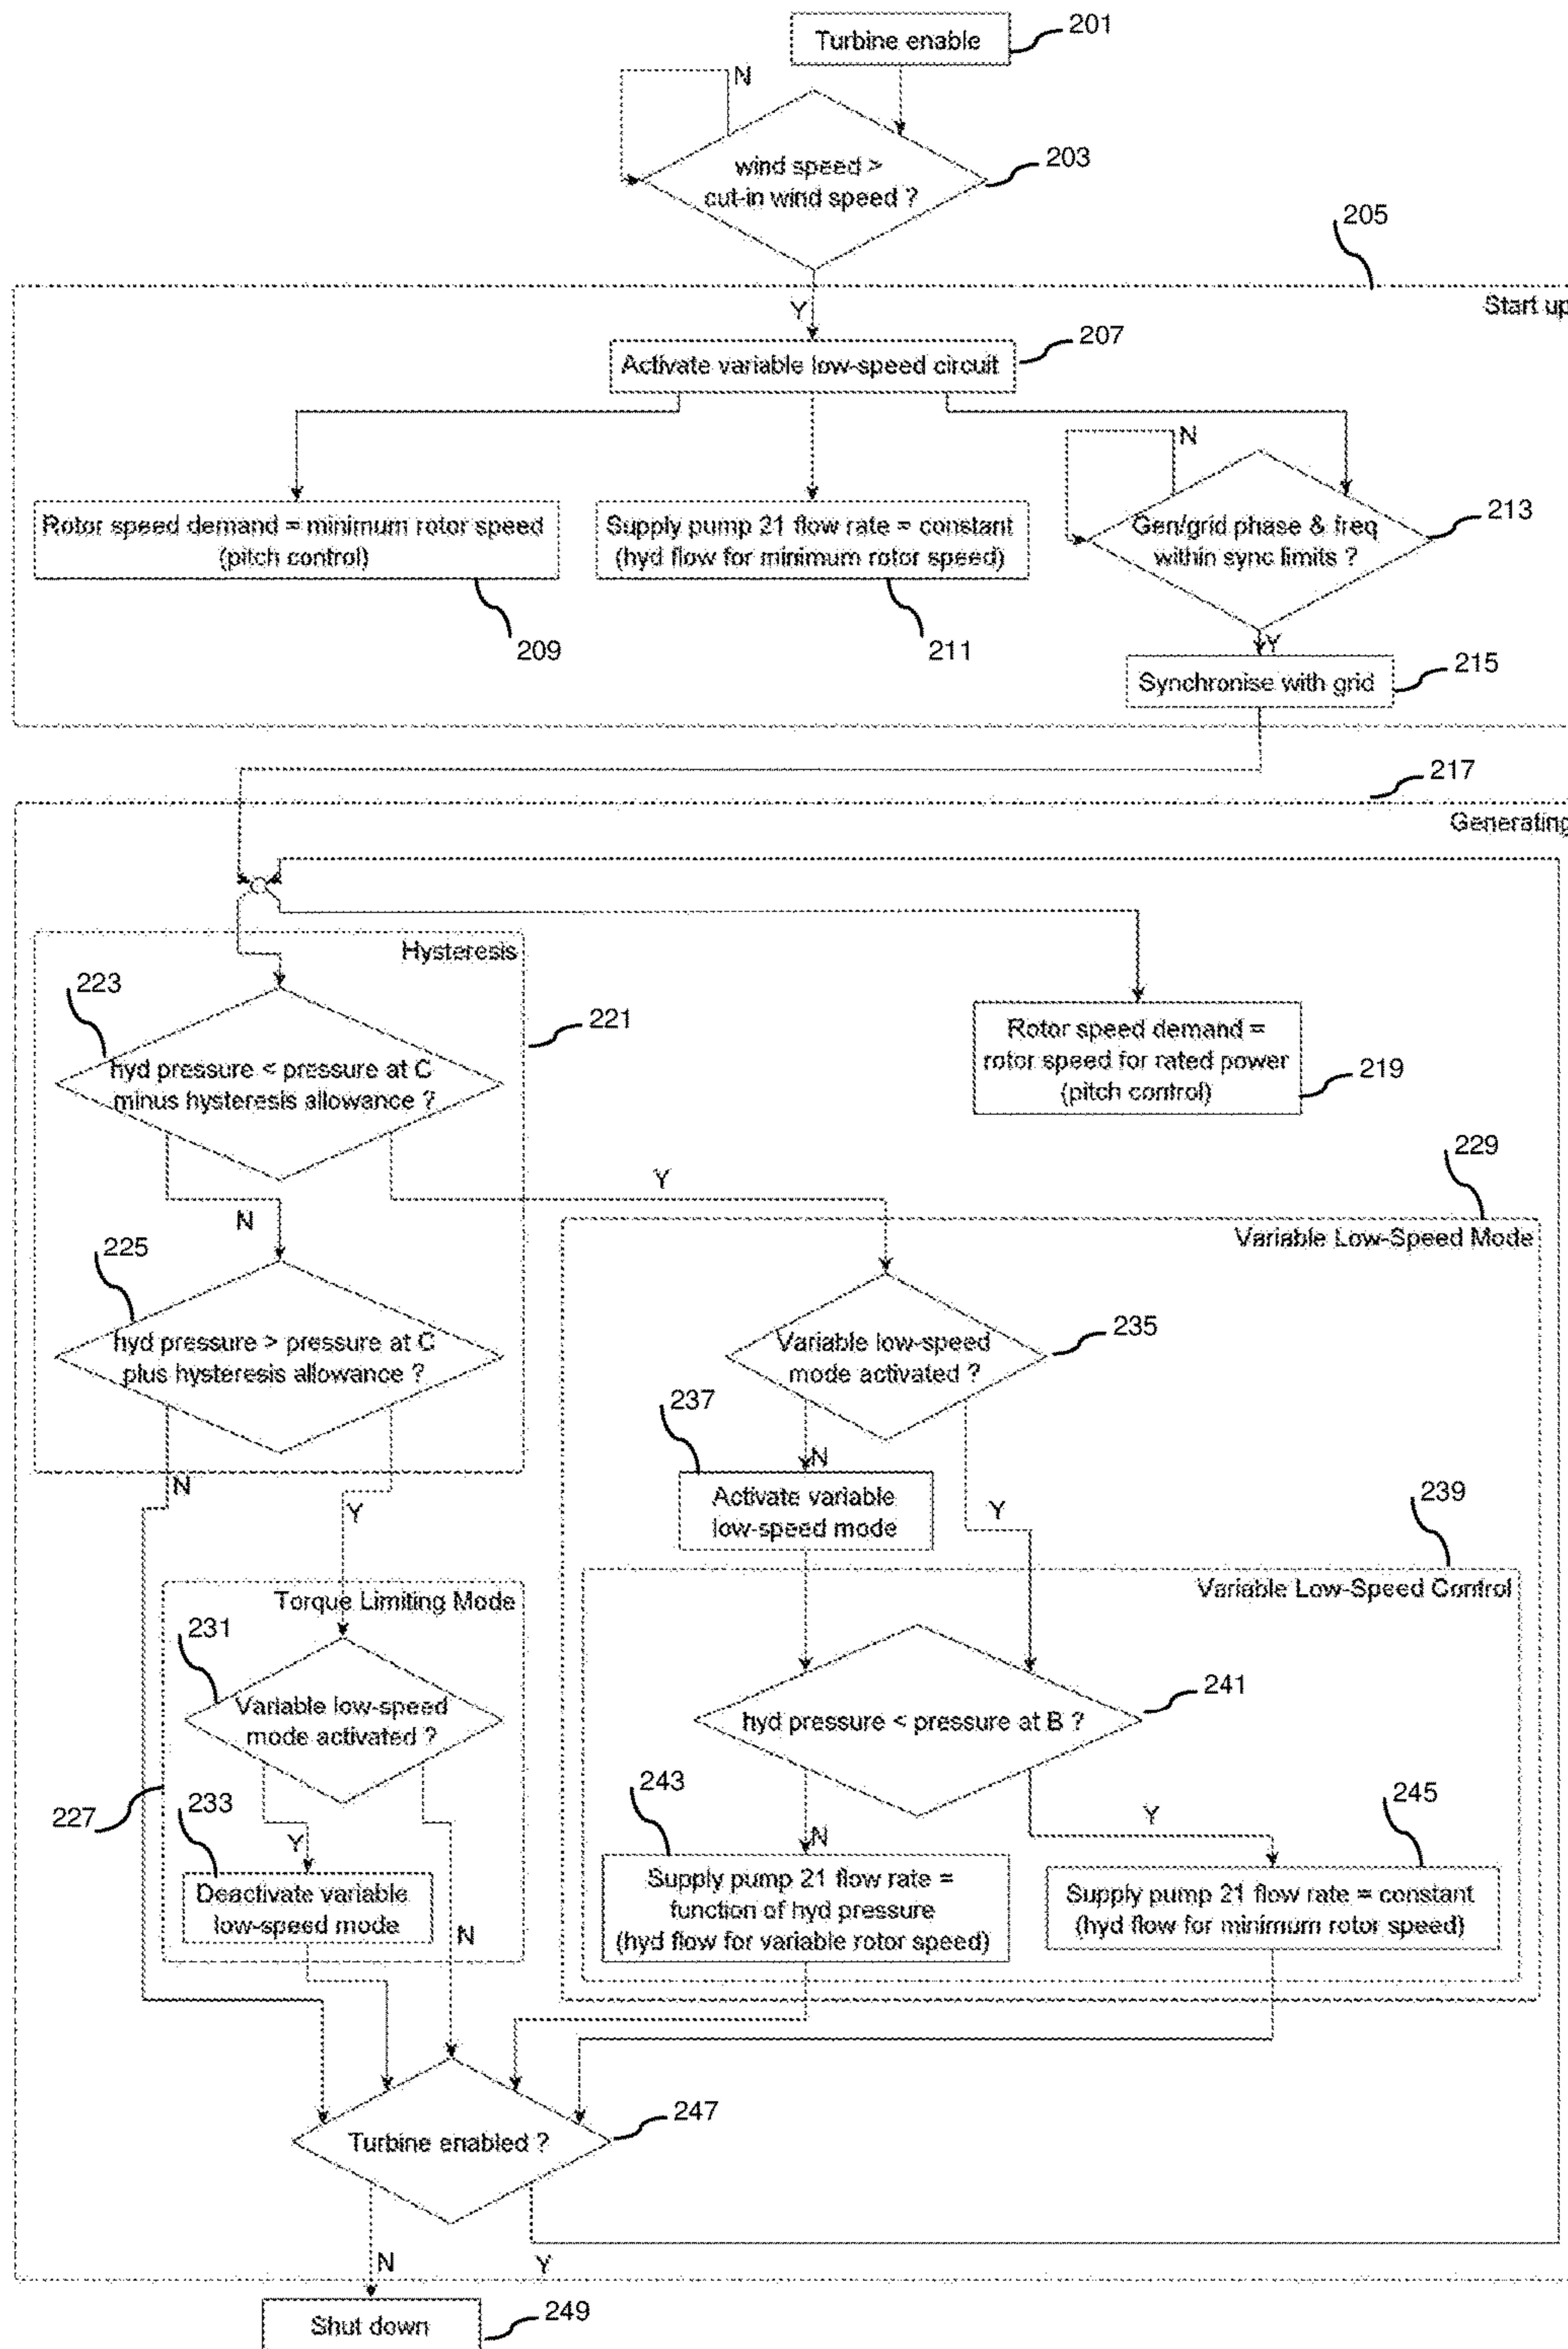 Turbine enable
201
N
wind speed >
cut-in wind speed ?
203
205
Y
Start up
Activate variable low-speed circuit
207
N
Rotor speed demand = minimum rotor speed
(pitch control)
209
Supply pump 21 flow rate = constant
(hyd flow for minimum rotor speed)
211
Gen/grid phase & freq
within sync limits ?
213
Y
Synchronise with grid
215
217
Generating
Hysteresis
223
hyd pressure < pressure at C
minus hysteresis allowance ?
221
Rotor speed demand =
rotor speed for rated power
(pitch control)
219
229
Y
N
Variable Low-Speed Mode
225
hyd pressure > pressure at C
plus hysteresis allowance ?
Variable low-speed
mode activated ?
235
237
N
N
Y
Activate variable
low-speed mode
Y
239
Torque Limiting Mode
Variable Low-Speed Control
231
Variable low-speed
mode activated ?
241
hyd pressure < pressure at B ?
227
233
Y
N
Deactivate variable
low-speed mode
243
N
Y
245
Supply pump 21 flow rate =
function of hyd pressure
(hyd flow for variable rotor speed)
Supply pump 21 flow rate = constant
(hyd flow for minimum rotor speed)
247
Turbine enabled ?
N
Y
Shut down
249